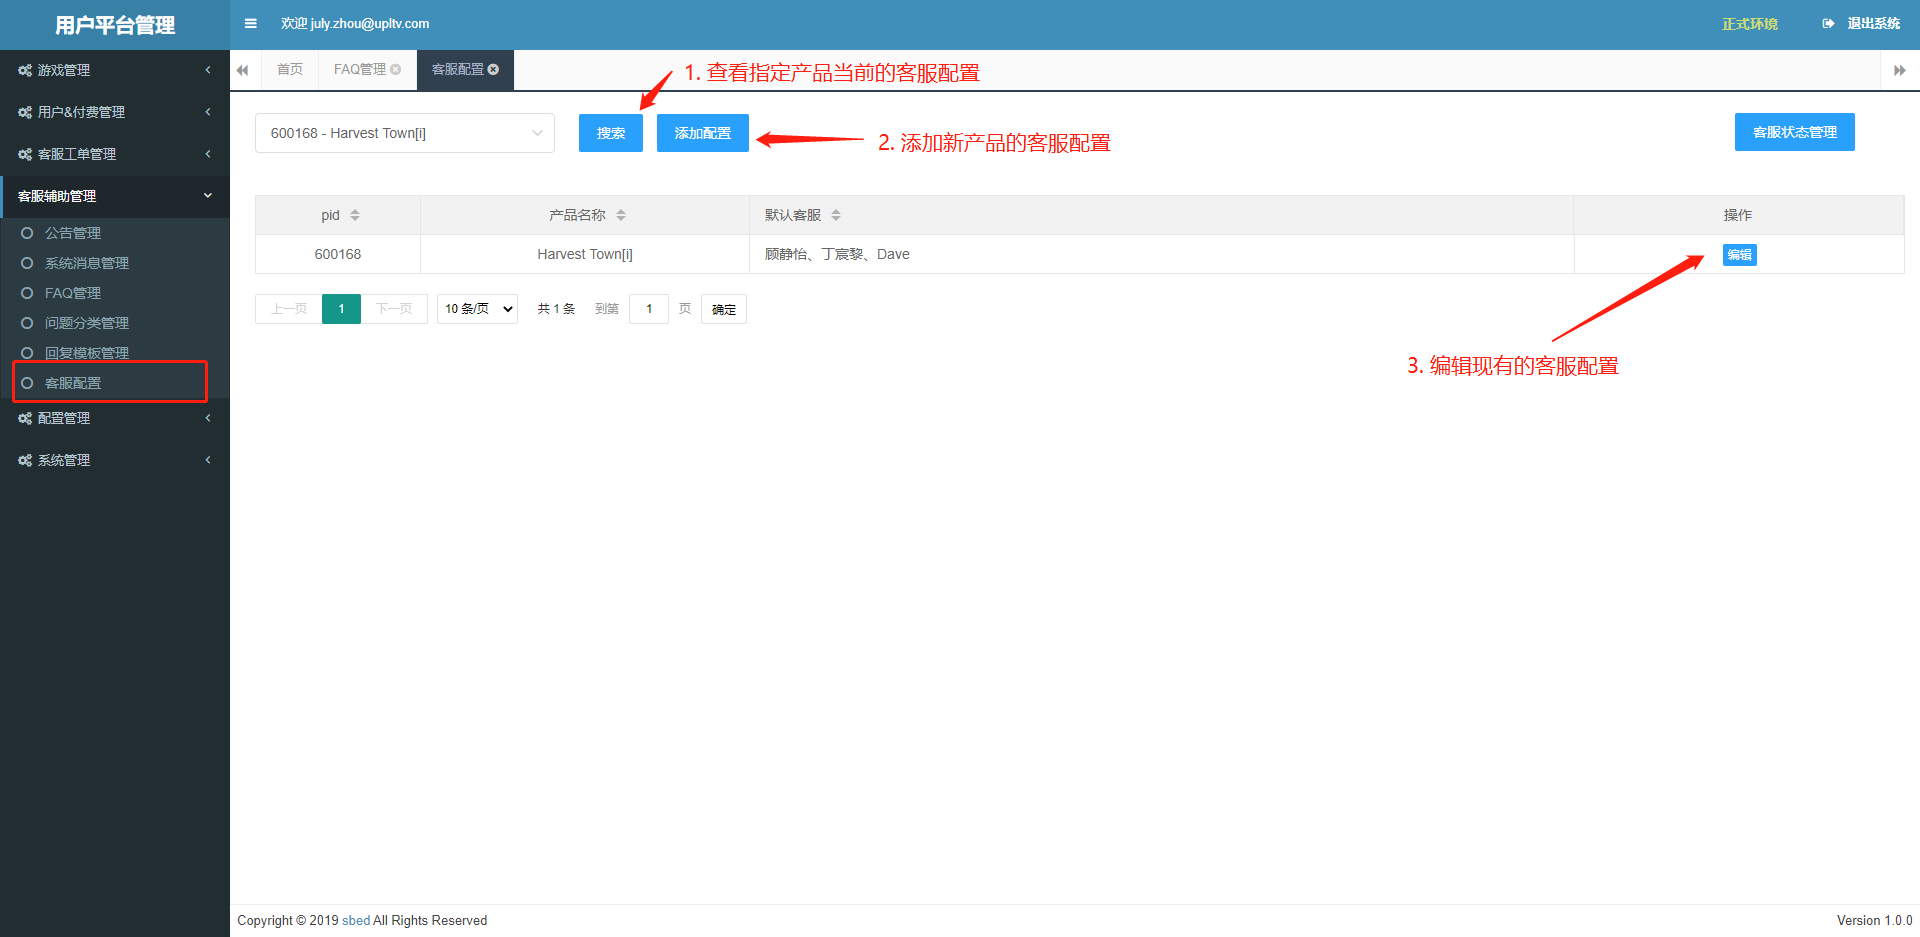 用户平台管理
欢迎 july.zhou@upltv.com
正式环境
退出系统
游戏管理
用户&付费管理
客服工单管理
客服辅助管理
公告管理
系统消息管理
FAQ管理
问题分类管理
回复模板管理
客服配置
配置管理
系统管理
首页
FAQ管理
客服配置
1. 查看指定产品当前的客服配置
600168 - Harvest Town[i]
搜索
添加配置
2. 添加新产品的客服配置
客服状态管理
pid 产品名称 默认客服 操作
600168 Harvest Town[i] 顾静怡、丁宸黎、Dave 编辑
上一页 1 下一页 10 条/页 共 1 条 到第 1 页 确定
3. 编辑现有的客服配置
Copyright © 2019 sbed All Rights Reserved
Version 1.0.0